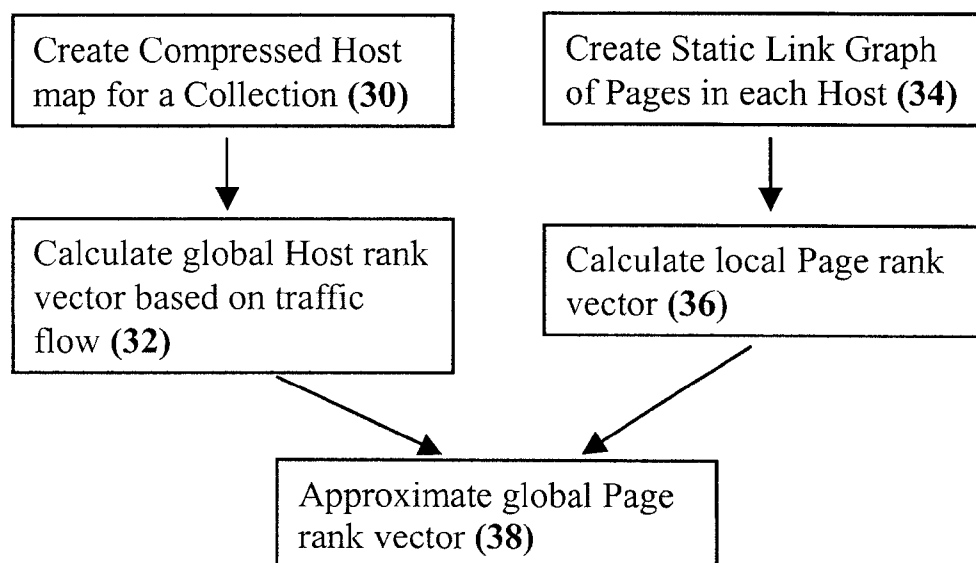 Create Compressed Host
map for a Collection (30)
Create Static Link Graph
of Pages in each Host (34)
Calculate global Host rank
vector based on traffic
flow (32)
Calculate local Page rank
vector (36)
Approximate global Page
rank vector (38)